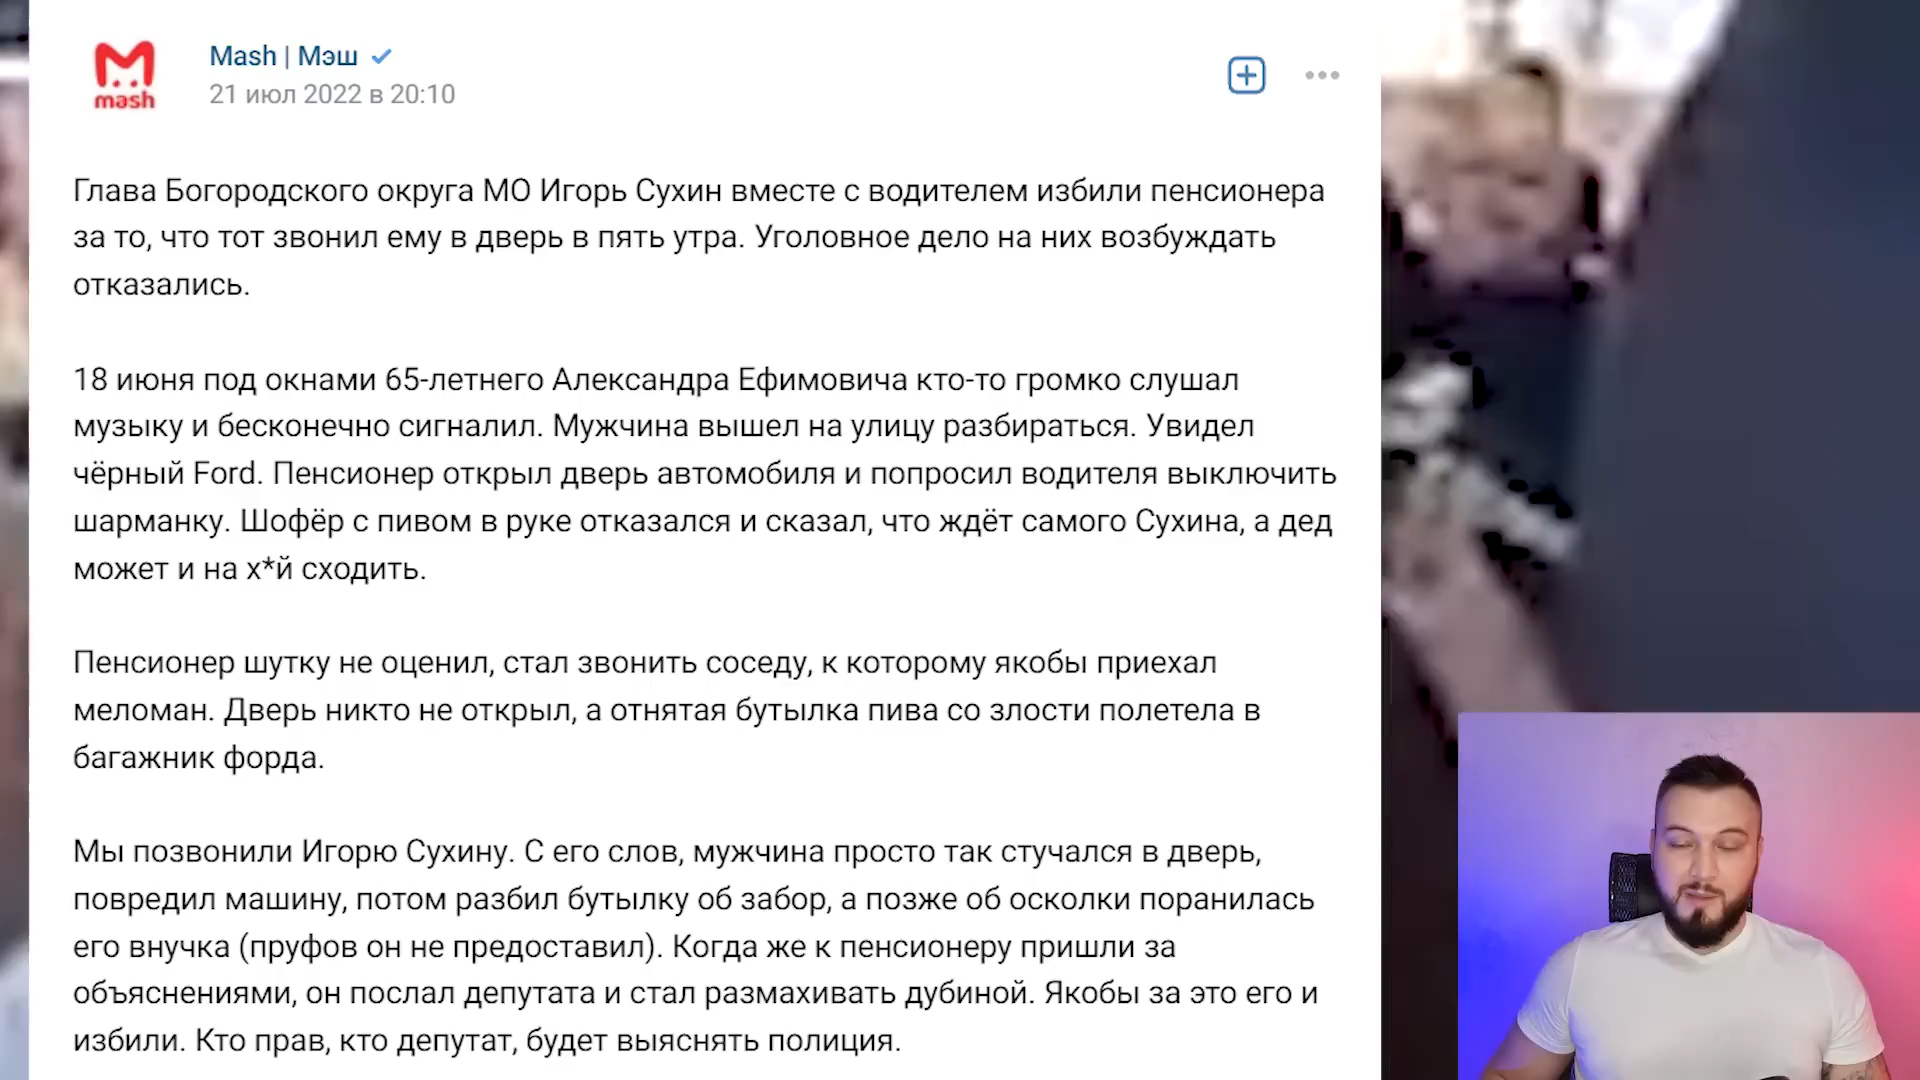 mash
Mash | Мэш
21 июл 2022 в 20:10
Глава Богородского округа МО Игорь Сухин вместе с водителем избили пенсионера
за то, что тот звонил ему в дверь в пять утра. Уголовное дело на них возбуждать
отказались.
18 июня под окнами 65-летнего Александра Ефимовича кто-то громко слушал
музыку и бесконечно сигналил. Мужчина вышел на улицу разбираться. Увидел
чёрный Ford. Пенсионер открыл дверь автомобиля и попросил водителя выключить
шарманку. Шофёр с пивом в руке отказался и сказал, что ждёт самого Сухина, а дед
может и на х*й сходить.
Пенсионер шутку не оценил, стал звонить соседу, к которому якобы приехал
меломан. Дверь никто не открыл, а отнятая бутылка пива со злости полетела в
багажник форда.
Мы позвонили Игорю Сухину. С его слов, мужчина просто так стучался в дверь,
повредил машину, потом разбил бутылку об забор, а позже об осколки поранилась
его внучка (пруфов он не предоставил). Когда же к пенсионеру пришли за
объяснениями, он послал депутата и стал размахивать дубиной. Якобы за это его и
избили. Кто прав, кто депутат, будет выяснять полиция.